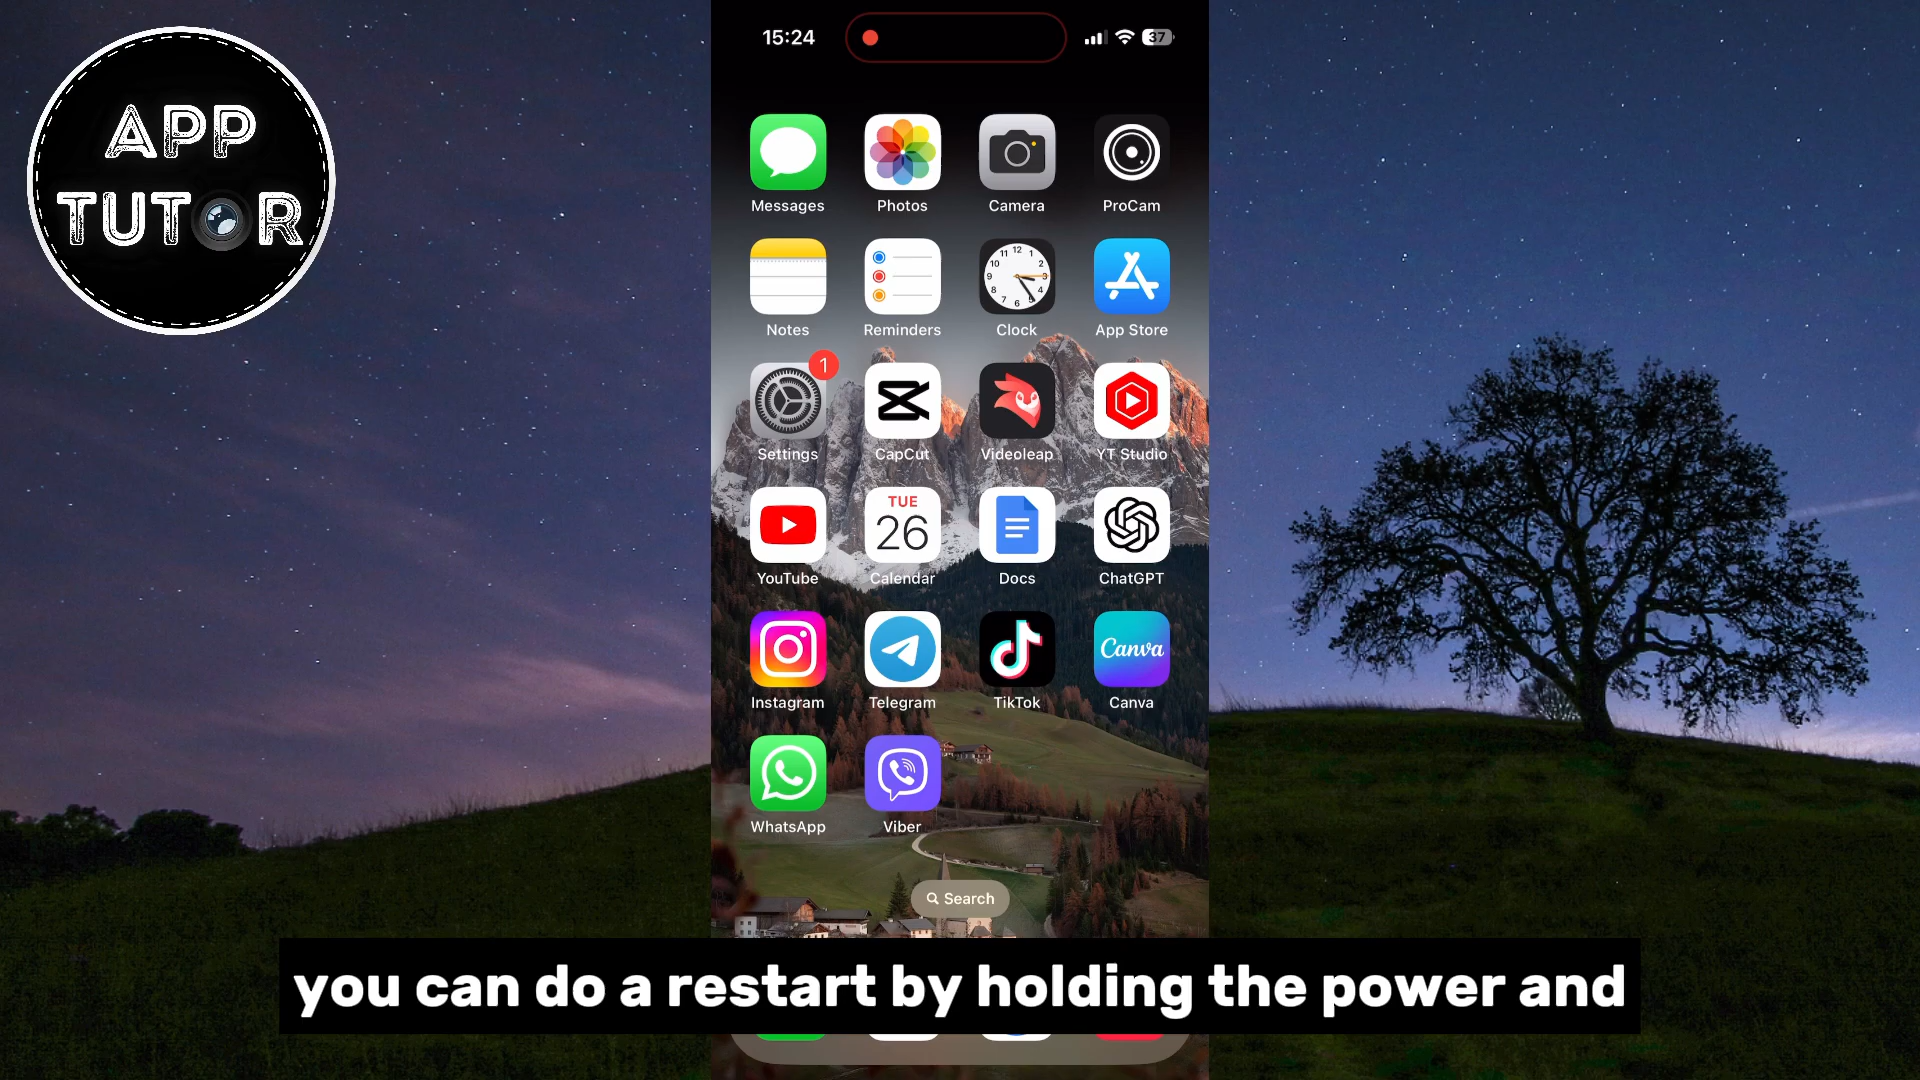 APP
TUTOR
15:24
37
Messages
Photos
Camera
ProCam
Notes
Reminders
Clock
App Store
1
Settings
CapCut
Videoleap
YT Studio
TUE
26
YouTube
Calendar
Docs
ChatGPT
Canva
Instagram
Telegram
TikTok
Canva
WhatsApp
Viber
Search
you can do a restart by holding the power and